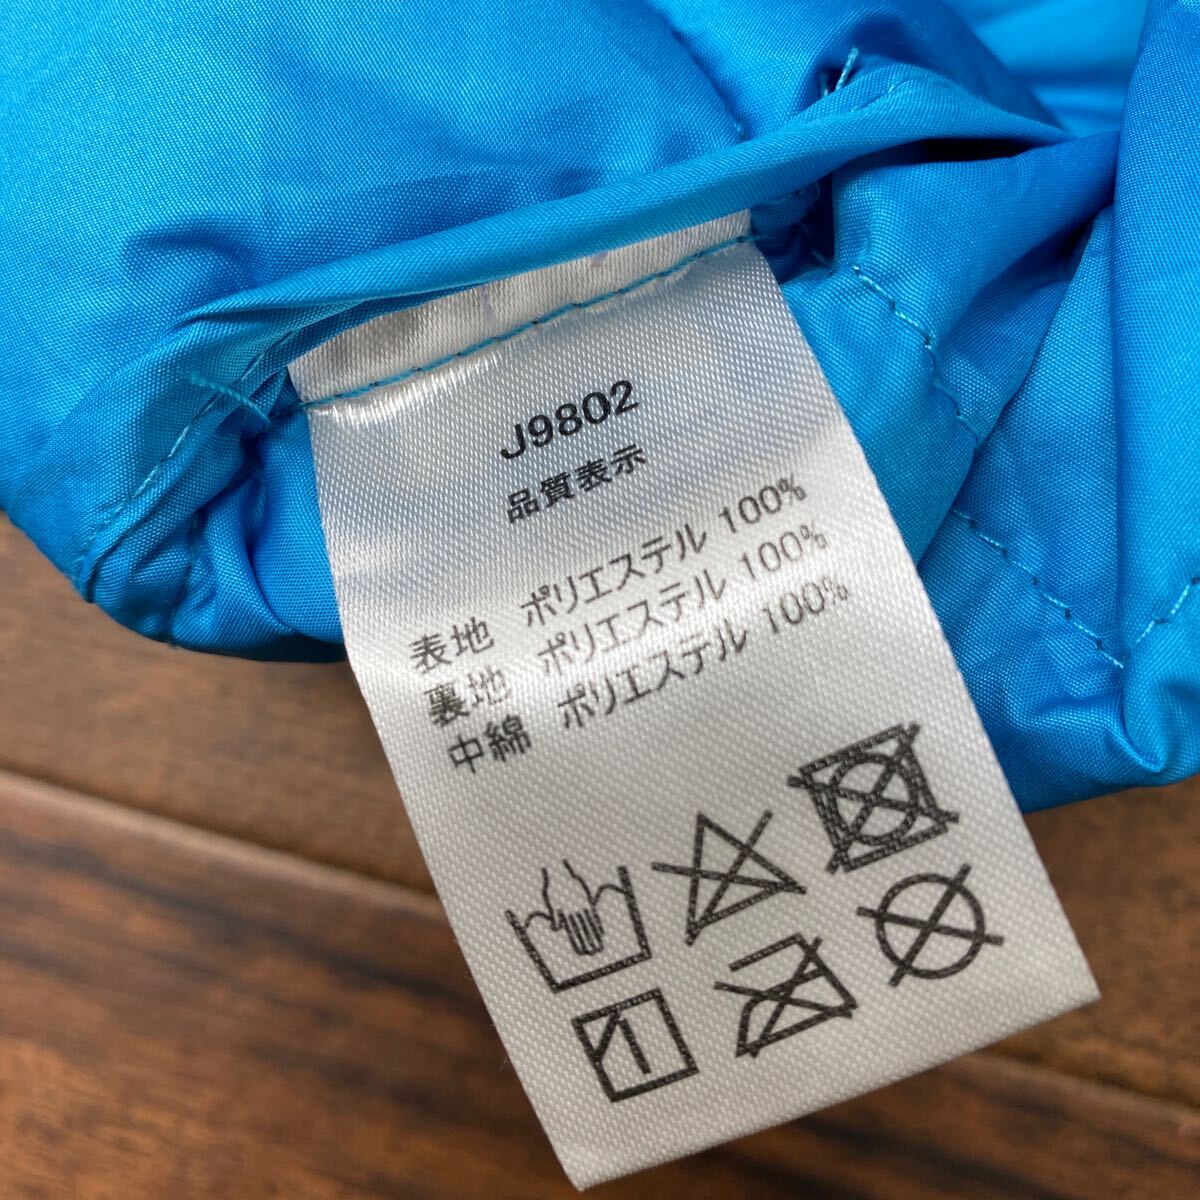 J9802
品質表示
表地 ポリエステル 100%
裏地 ポリエステル 100%
中綿 ポリエステル 100%